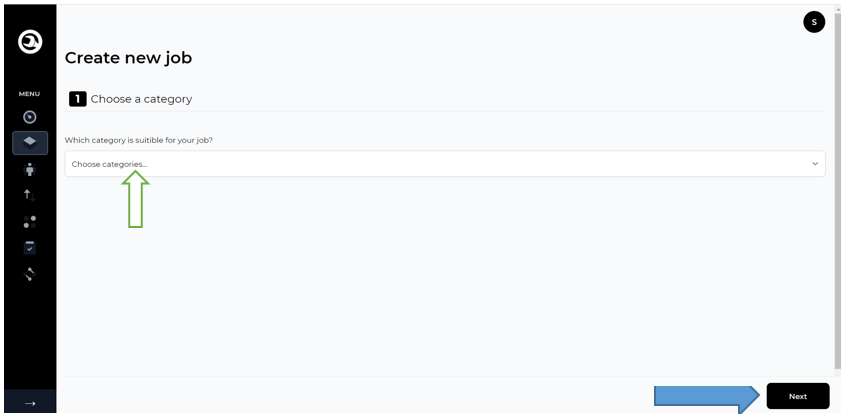 S
Create new job
MENU
1 Choose a category
Which category is suitible for your job?
Choose categories...
Next